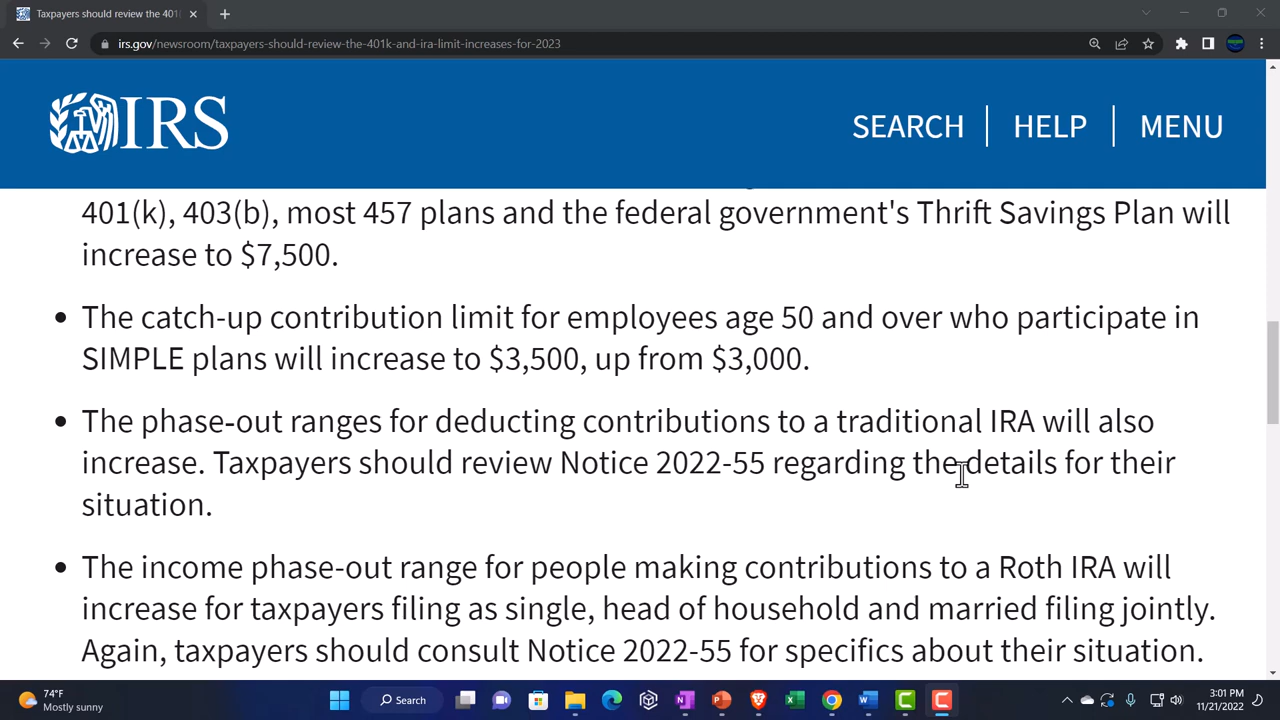 Taxpayers should review the 401(
irs.gov/newsroom/taxpayers-should-review-the-401k-and-ira-limit-increases-for-2023
IRS
SEARCH | HELP | MENU
401(k), 403(b), most 457 plans and the federal government's Thrift Savings Plan will
increase to $7,500.
• The catch-up contribution limit for employees age 50 and over who participate in
SIMPLE plans will increase to $3,500, up from $3,000.
• The phase-out ranges for deducting contributions to a traditional IRA will also
increase. Taxpayers should review Notice 2022-55 regarding the details for their
situation.
• The income phase-out range for people making contributions to a Roth IRA will
increase for taxpayers filing as single, head of household and married filing jointly.
Again, taxpayers should consult Notice 2022-55 for specifics about their situation.
74°F
Mostly sunny
Search
3:01 PM
11/21/2022